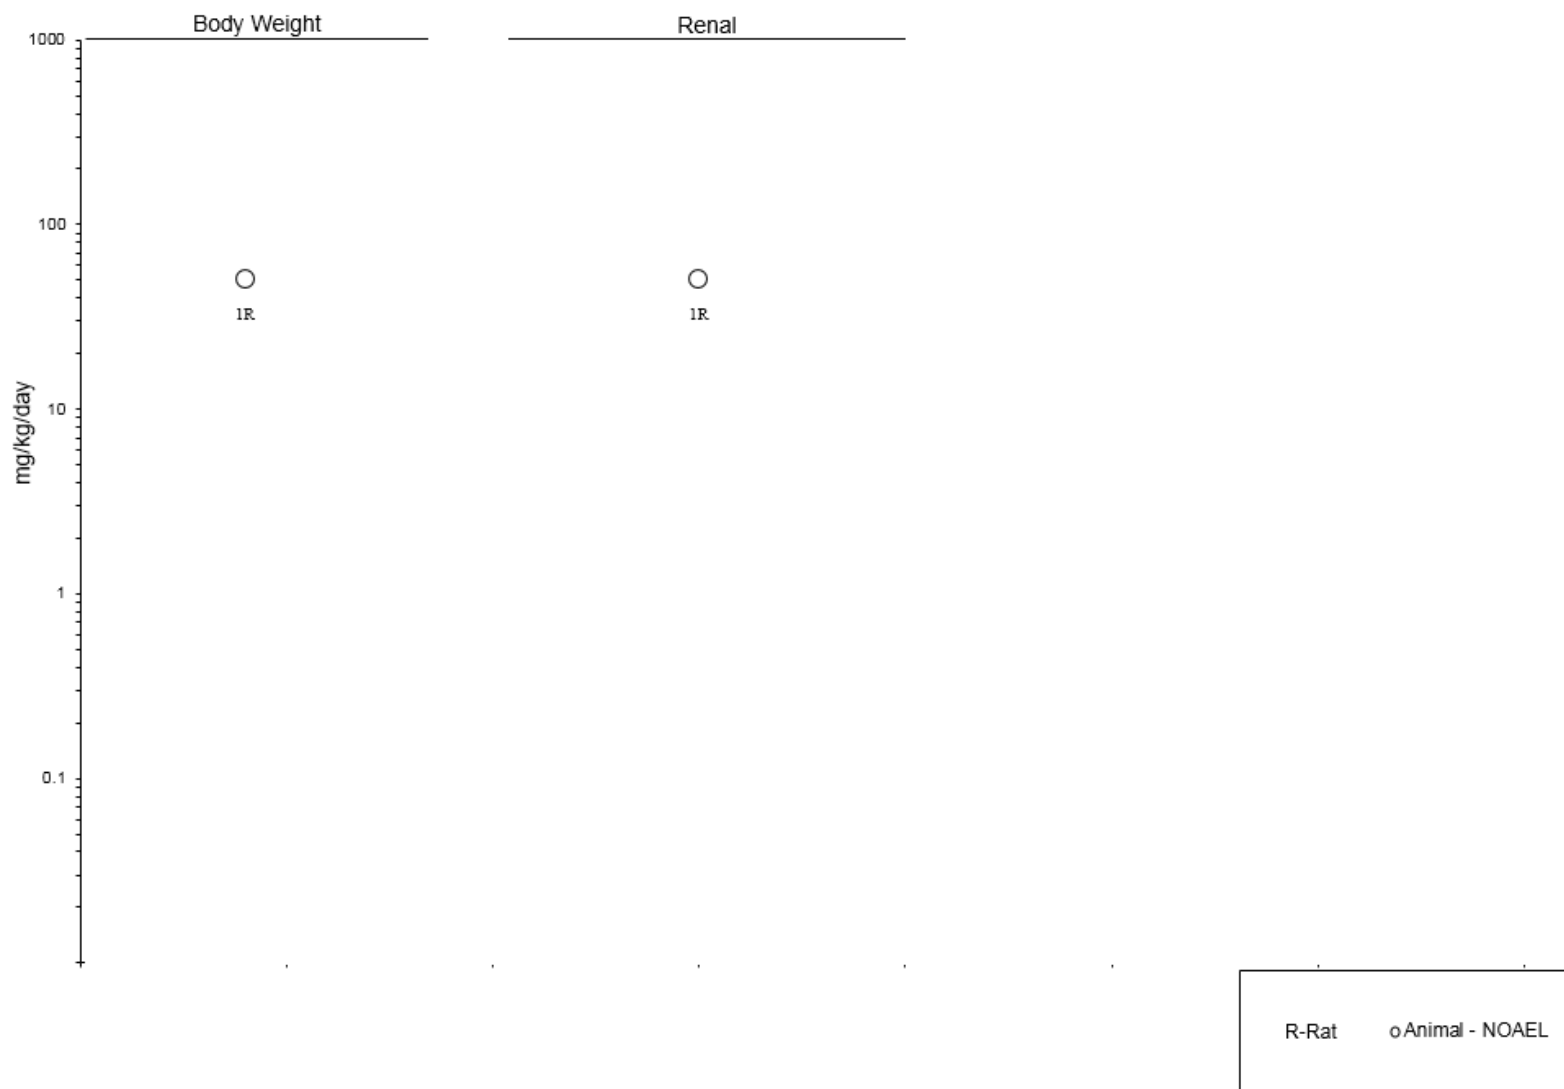 Body Weight
Renal
1000
100
1R
1R
mg/kg/day
10
1
0.1
R-Rat
o Animal - NOAEL